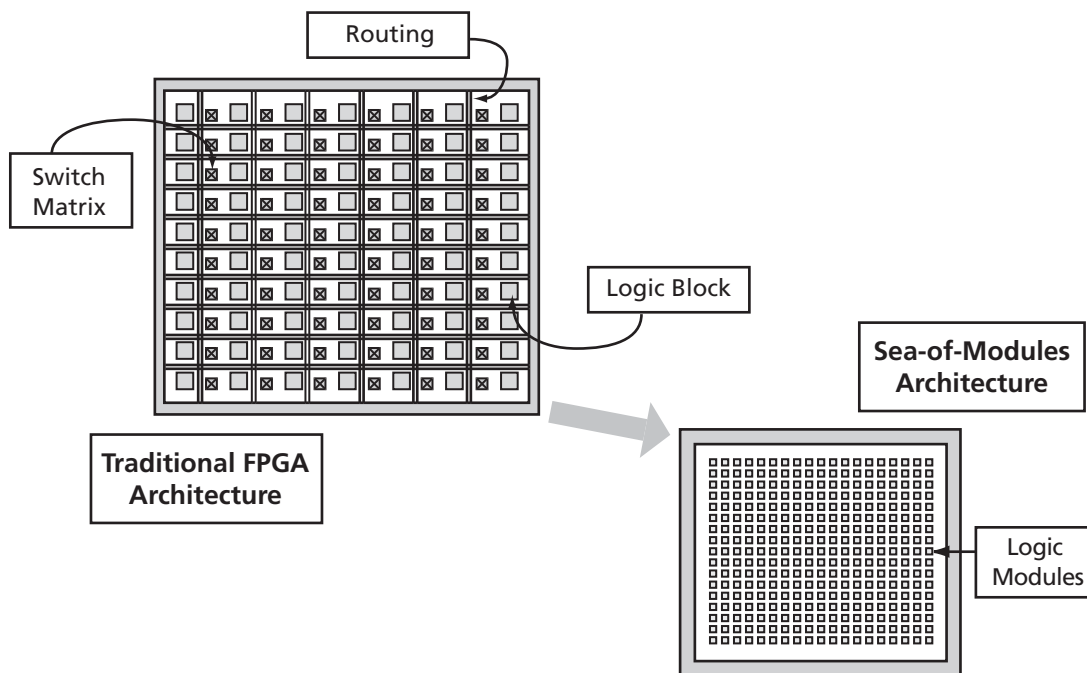 Routing
Switch
Matrix
Logic Block
Sea-of-Modules
Architecture
Traditional FPGA
Architecture
Logic
Modules